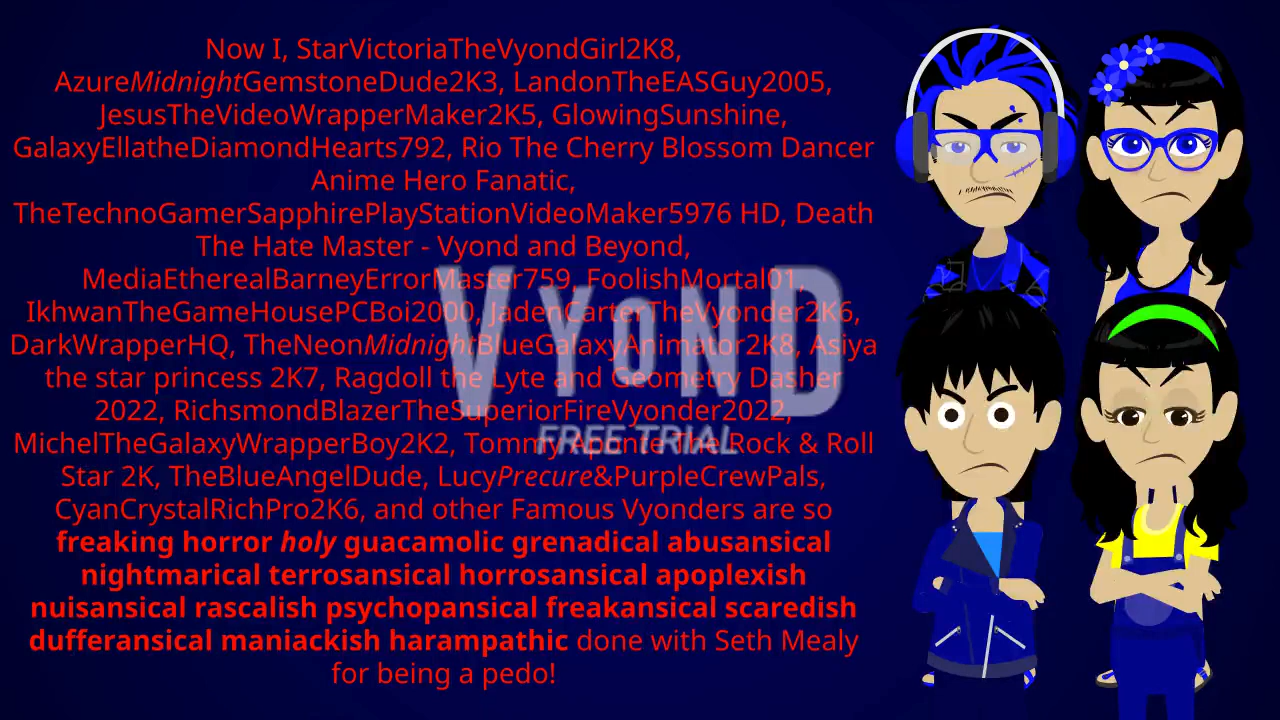 Now I, StarVictoriaTheVyondGirl2K8,
AzureMidnightGemstoneDude2K3, LandonTheEASGuy2005,
JesusTheVideoWrapperMaker2K5, GlowingSunshine,
GalaxyEllatheDiamondHearts792, Rio The Cherry Blossom Dancer
Anime Hero Fanatic,
TheTechnoGamerSapphirePlayStationVideoMaker5976 HD, Death
The Hate Master - Vyond and Beyond,
MediaEtherealBarneyErrorMaster759, FoolishMortal01,
IkhwanTheGameHousePCBoi2000, JadenCarterTheVyonder2K6,
DarkWrapperHQ, TheNeonMidnightBlueGalaxyAnimator2K8, Asiya
the star princess 2K7, Ragdoll the Lyte and Geometry Dasher
2022, RichsmondBlazerTheSuperiorFireVyonder2022,
MichelTheGalaxyWrapperBoy2K2, Tommy Aponte The Rock & Roll
Star 2K, TheBlueAngelDude, LucyPrecure&PurpleCrewPals,
CyanCrystalRichPro2K6, and other Famous Vyonders are so
freaking horror holy guacamolic grenadical abusansical
nightmarical terrosansical horrosansical apoplexish
nuisansical rascalish psychopansical freakansical scaredish
dufferansical maniackish harampathic done with Seth Mealy
for being a pedo!
VYOND
FREE TRIAL